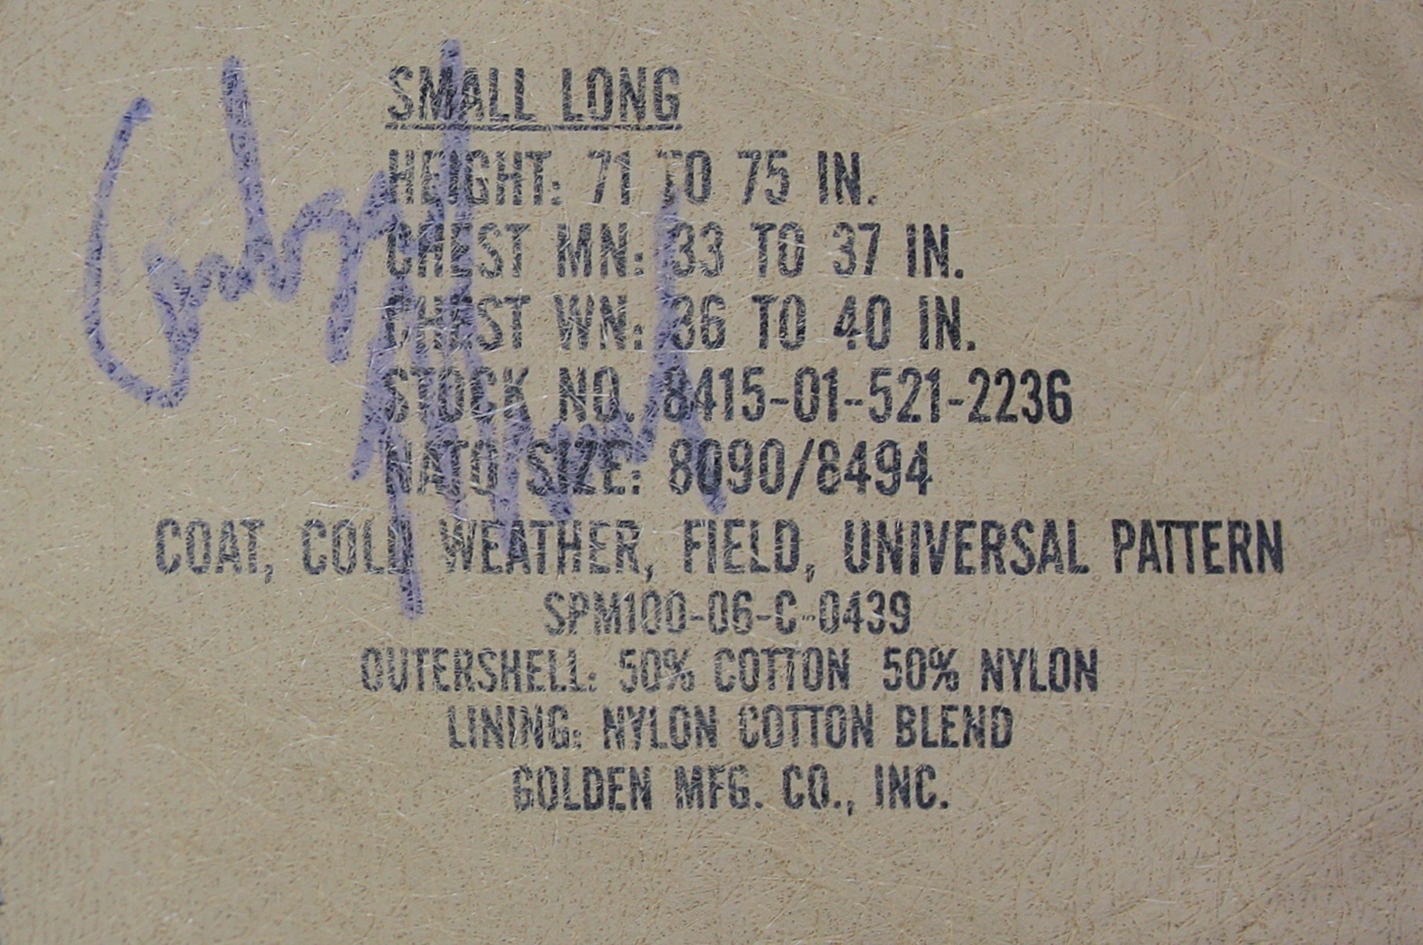 SMALL LONG
HEIGHT: 71 TO 75 IN.
CHEST MN: 33 TO 37 IN.
CHEST WN: 36 TO 40 IN.
STOCK NO. 8415-01-521-2236
NATO SIZE: 8090/8494
COAT, COLD WEATHER, FIELD, UNIVERSAL PATTERN
SPM100-06-C-0439
OUTERSHELL: 50% COTTON 50% NYLON
LINING: NYLON COTTON BLEND
GOLDEN MFG. CO., INC.